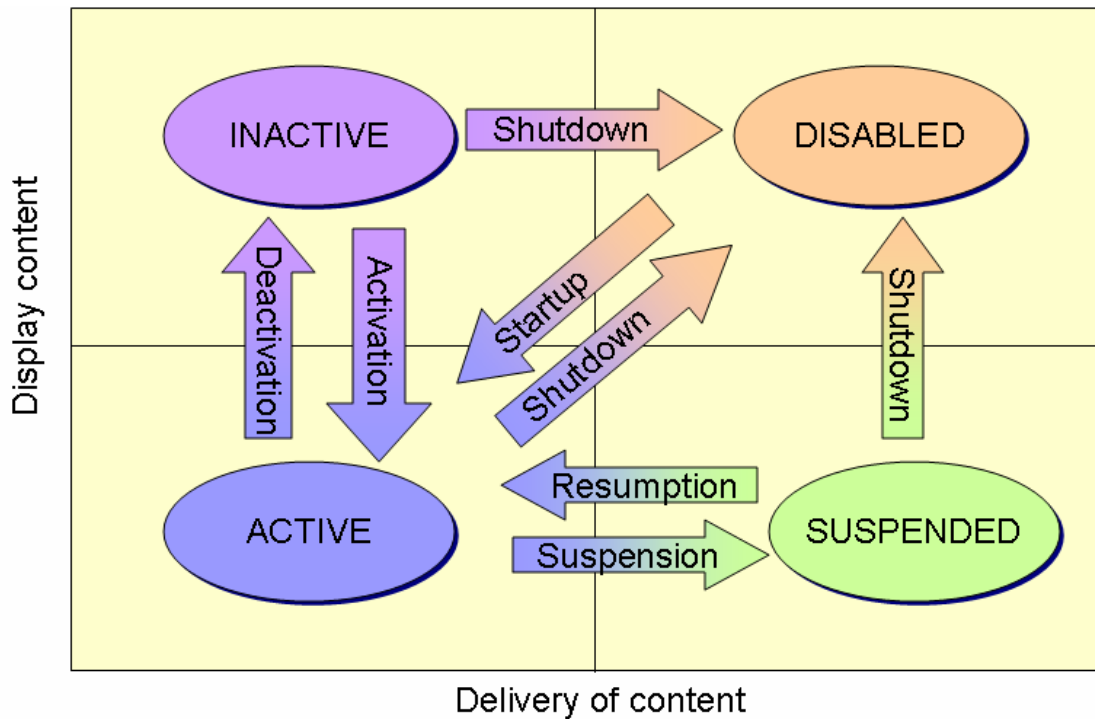 INACTIVE
Shutdown
DISABLED
Display content
Deactivation
Activation
Startup
Shutdown
Shutdown
ACTIVE
Resumption
Suspension
SUSPENDED
Delivery of content